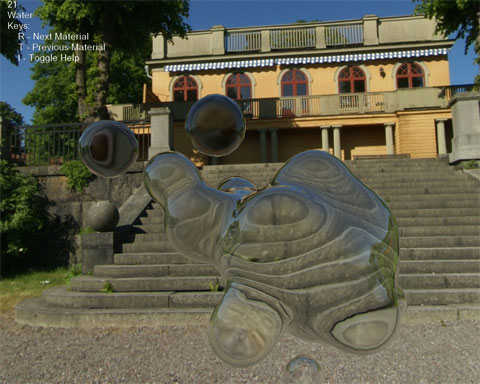 21
Water
Keys:
R - Next Material
T - Previous Material
I - Toggle Help